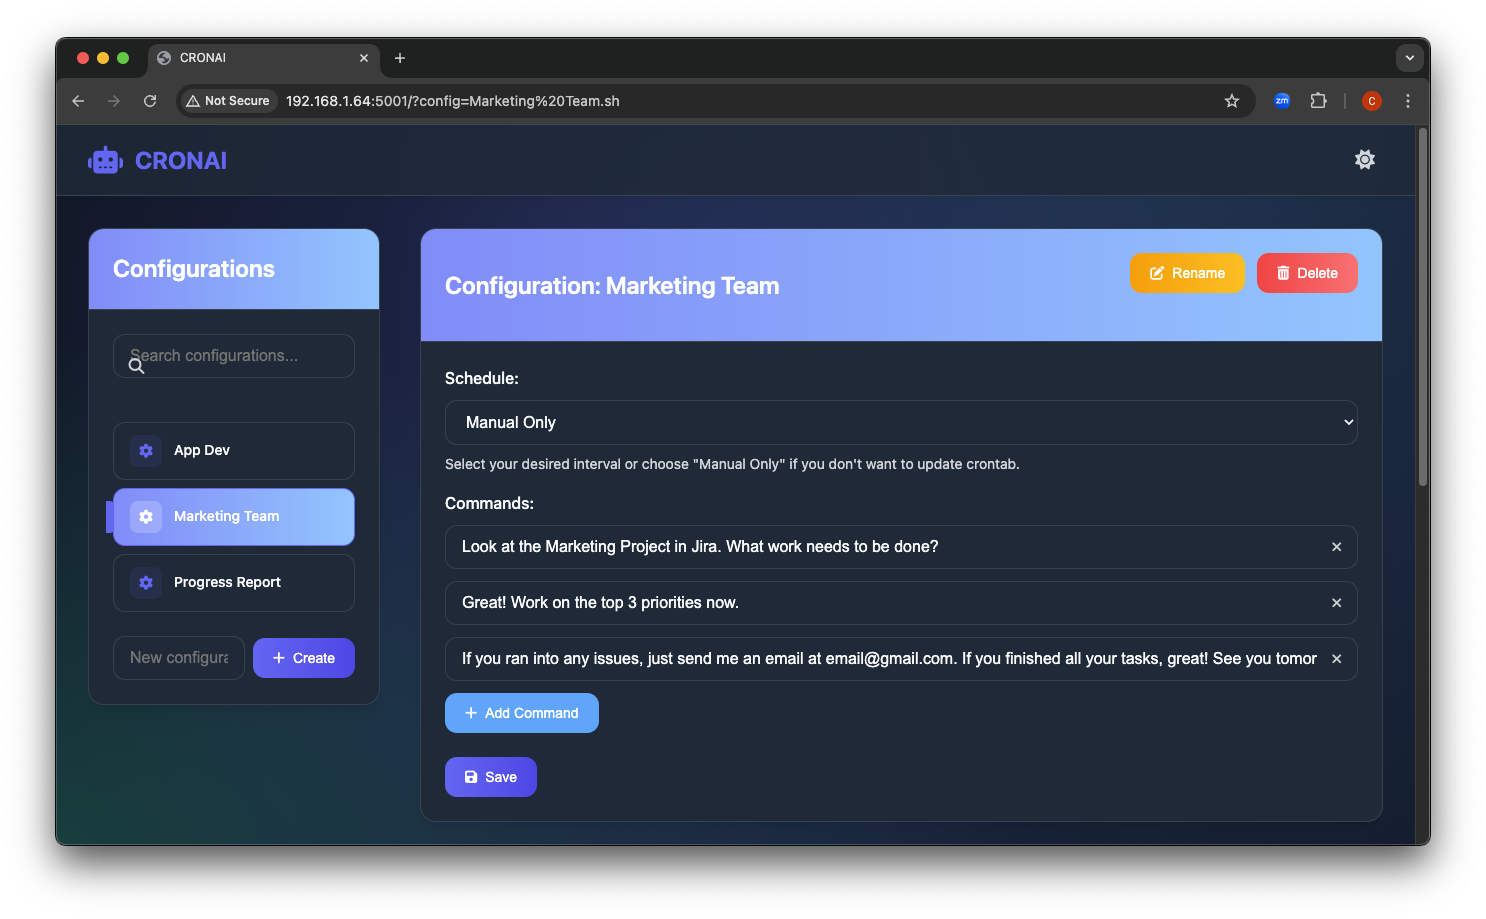 CRONAI
Not Secure
192.168.1.64:5001/?config=Marketing%20Team.sh
zm
C
CRONAI
Configurations
Search configurations...
App Dev
Marketing Team
Progress Report
New configura
Create
Configuration: Marketing Team
Rename
Delete
Schedule:
Manual Only
Select your desired interval or choose "Manual Only" if you don't want to update crontab.
Commands:
Look at the Marketing Project in Jira. What work needs to be done?
Great! Work on the top 3 priorities now.
If you ran into any issues, just send me an email at email@gmail.com. If you finished all your tasks, great! See you tomor
Add Command
Save